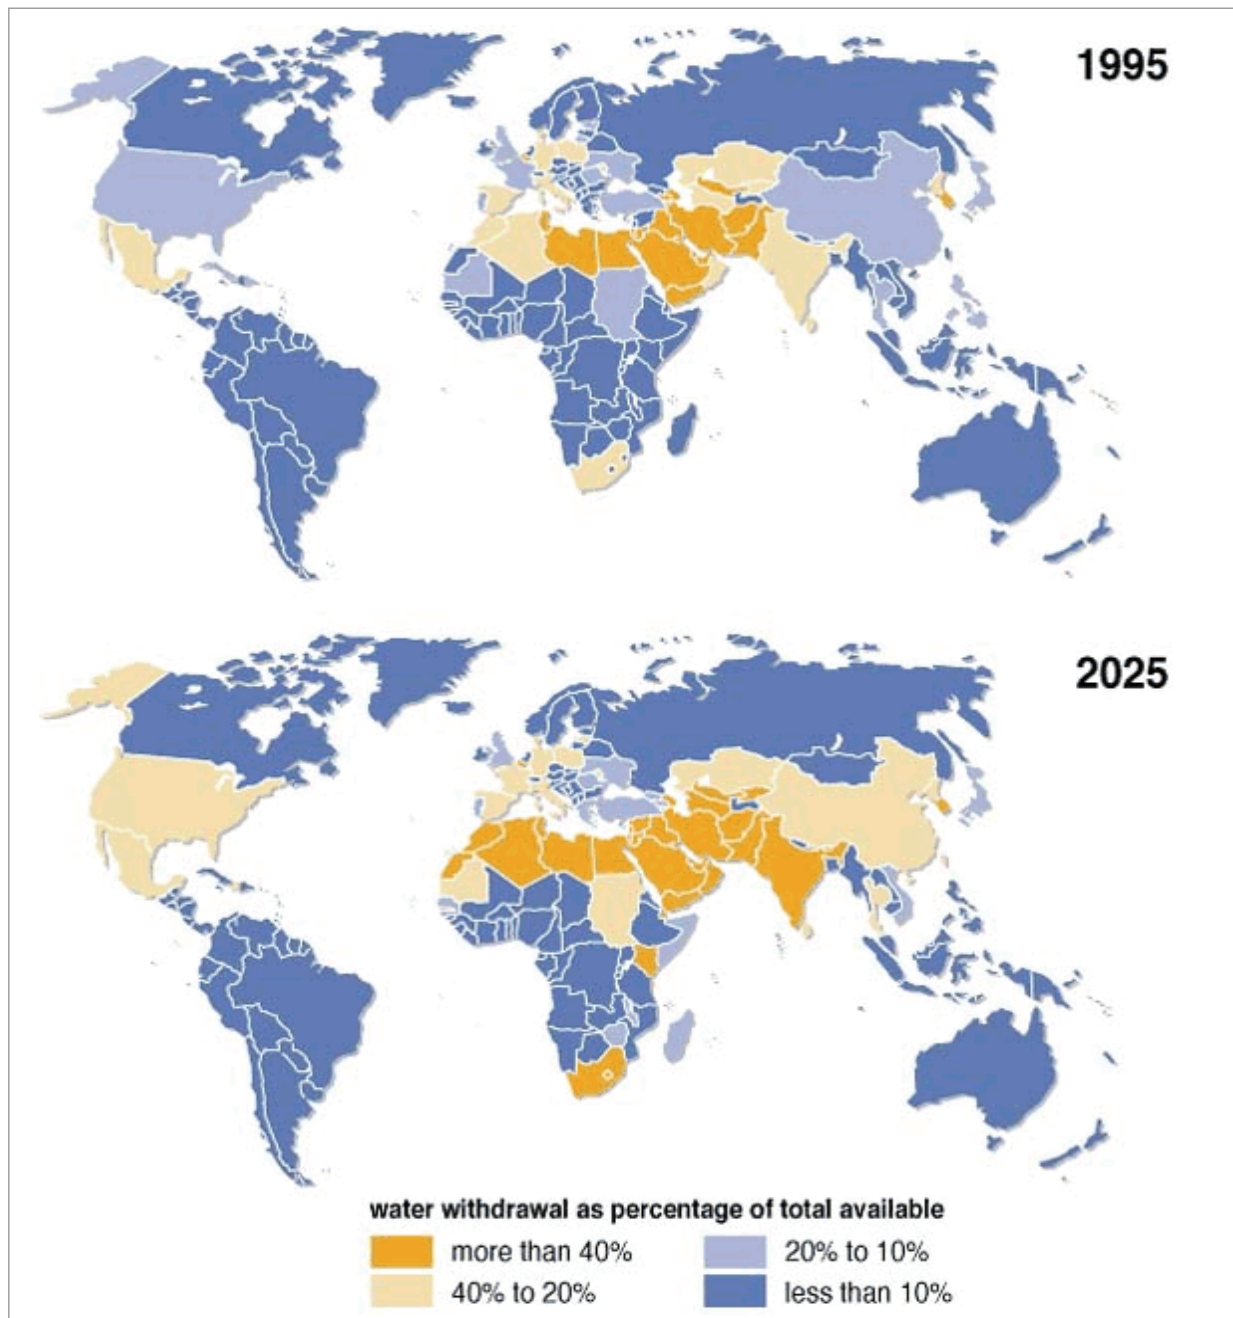 1995
2025
water withdrawal as percentage of total available
more than 40%
20% to 10%
40% to 20%
less than 10%